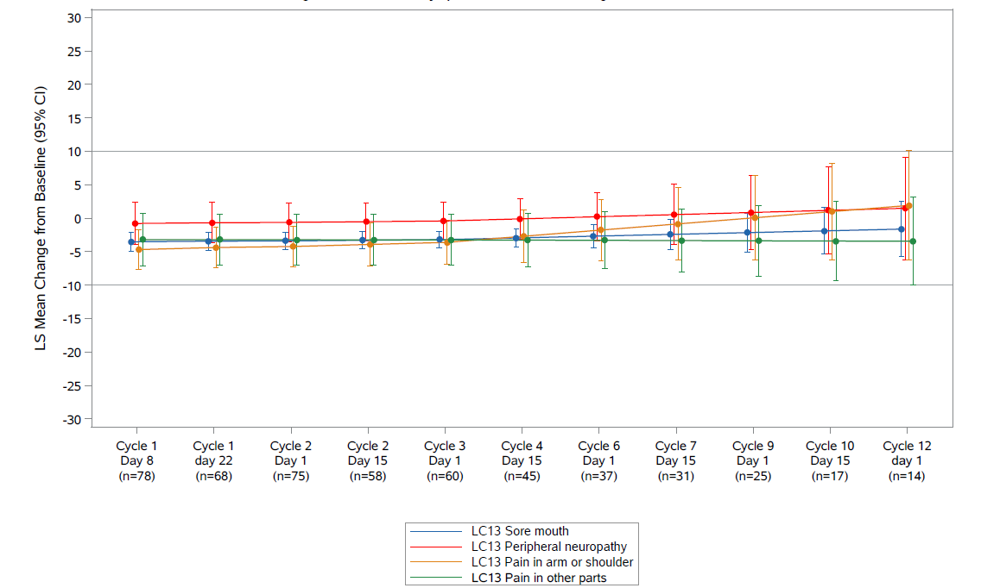 30
25
20
15
10
5
0
-5
-10
-15
-20
-25
-30
LS Mean Change from Baseline (95% CI)
Cycle 1 Cycle 1 Cycle 2 Cycle 2 Cycle 3 Cycle 4 Cycle 6 Cycle 7 Cycle 9 Cycle 10 Cycle 12
Day 8 day 22 Day 1 Day 15 Day 1 Day 15 Day 1 Day 15 Day 1 Day 15 day 1
(n=78) (n=68) (n=75) (n=58) (n=60) (n=45) (n=37) (n=31) (n=25) (n=17) (n=14)
LC13 Sore mouth
LC13 Peripheral neuropathy
LC13 Pain in arm or shoulder
LC13 Pain in other parts